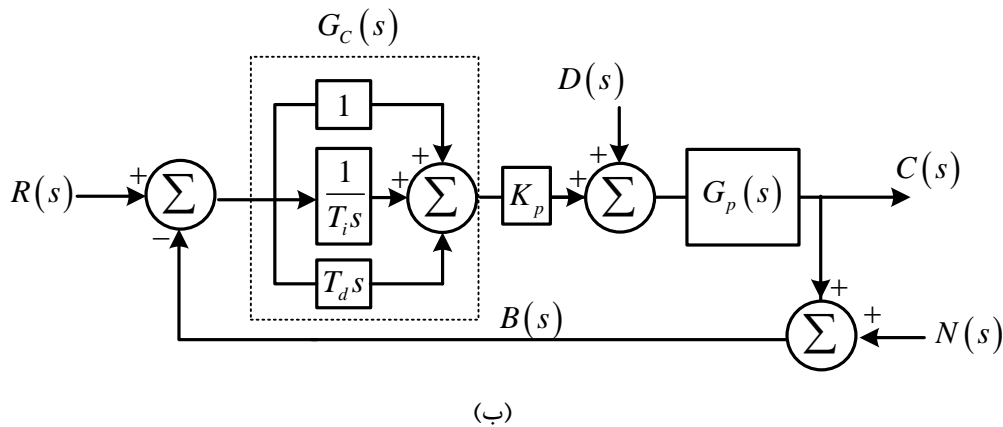 G_C(s)
D(s)
1
C(s)
R(s)
+
Σ
−
1/(T_i s)
+
+
+
Σ
K_p
+
+
Σ
G_p(s)
T_d s
B(s)
+
+
Σ
N(s)
(ب)